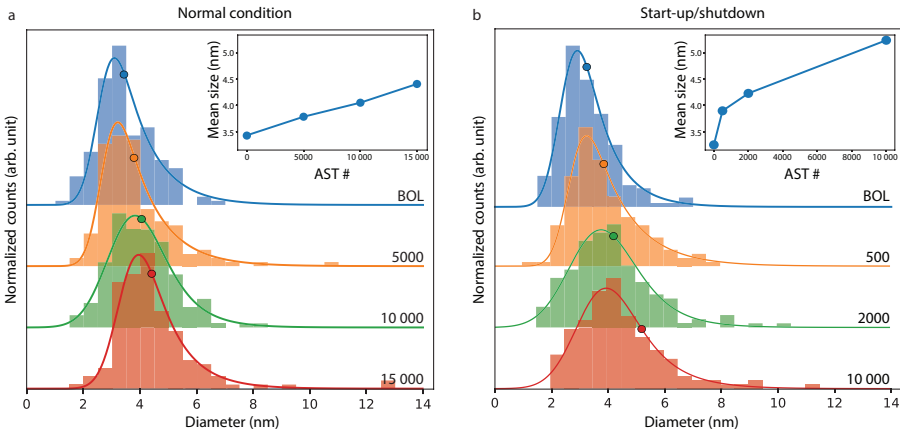 a
Normal condition
Normalized counts (arb. unit)
Mean size (nm)
5.0
4.5
4.0
3.5
0
5000
10 000
15 000
AST #
BOL
5000
10 000
15 000
0
2
4
6
8
10
12
14
Diameter (nm)
b
Start-up/shutdown
Normalized counts (arb. unit)
Mean size (nm)
5.0
4.5
4.0
3.5
0
2000
4000
6000
8000
10 000
AST #
BOL
500
2000
10 000
0
2
4
6
8
10
12
14
Diameter (nm)